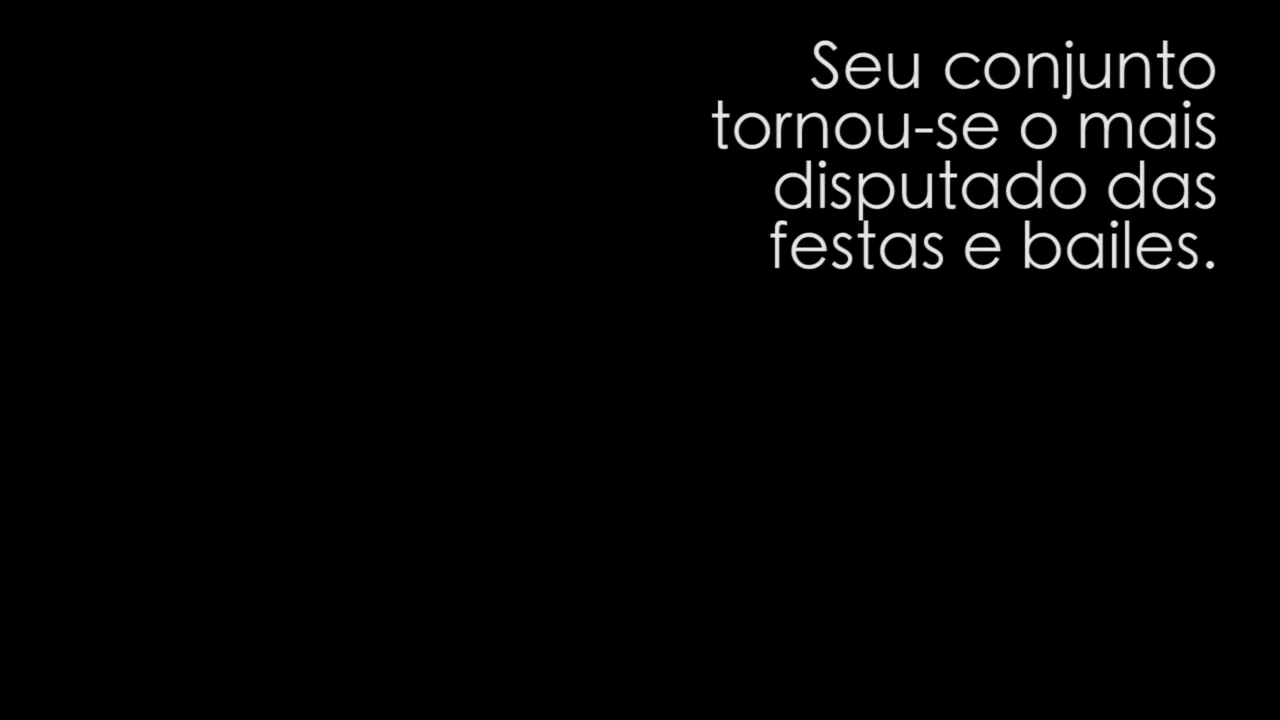 Seu conjunto
tornou-se o mais
disputado das
festas e bailes.